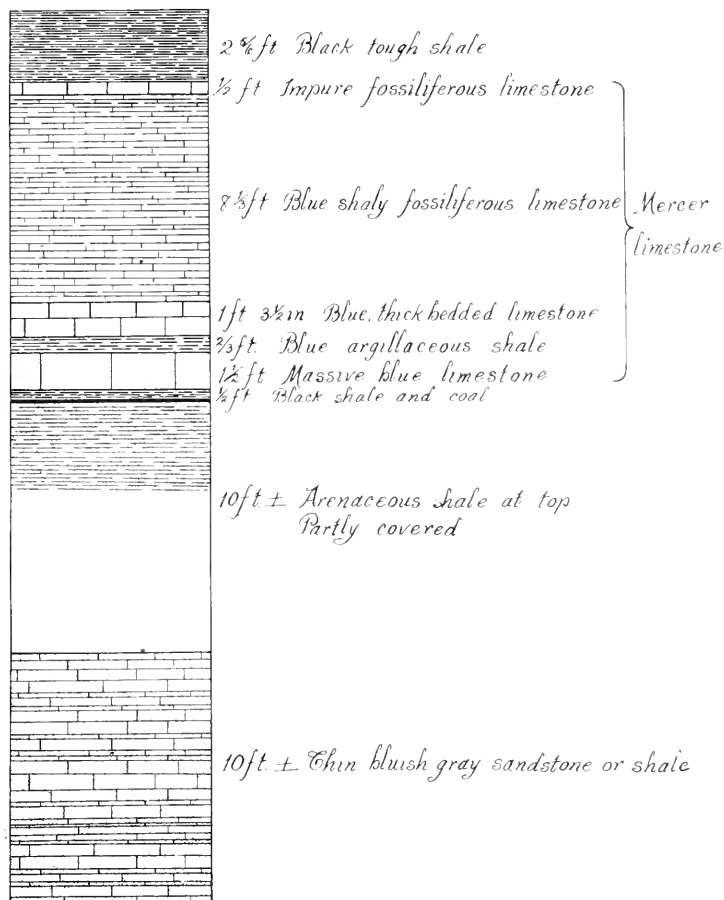 2 5/6 ft Black tough shale
1/2 ft Impure fossiliferous limestone
8 1/3 ft Blue shaly fossiliferous limestone
Mercer
limestone
1 ft 3 1/2 in Blue, thick bedded limestone
2/3 ft. Blue argillaceous shale
1 1/2 ft Massive blue limestone
1/2 ft Black shale and coal
10 ft. ± Arenaceous shale at top
Partly covered
10 ft. ± Thin bluish gray sandstone or shale